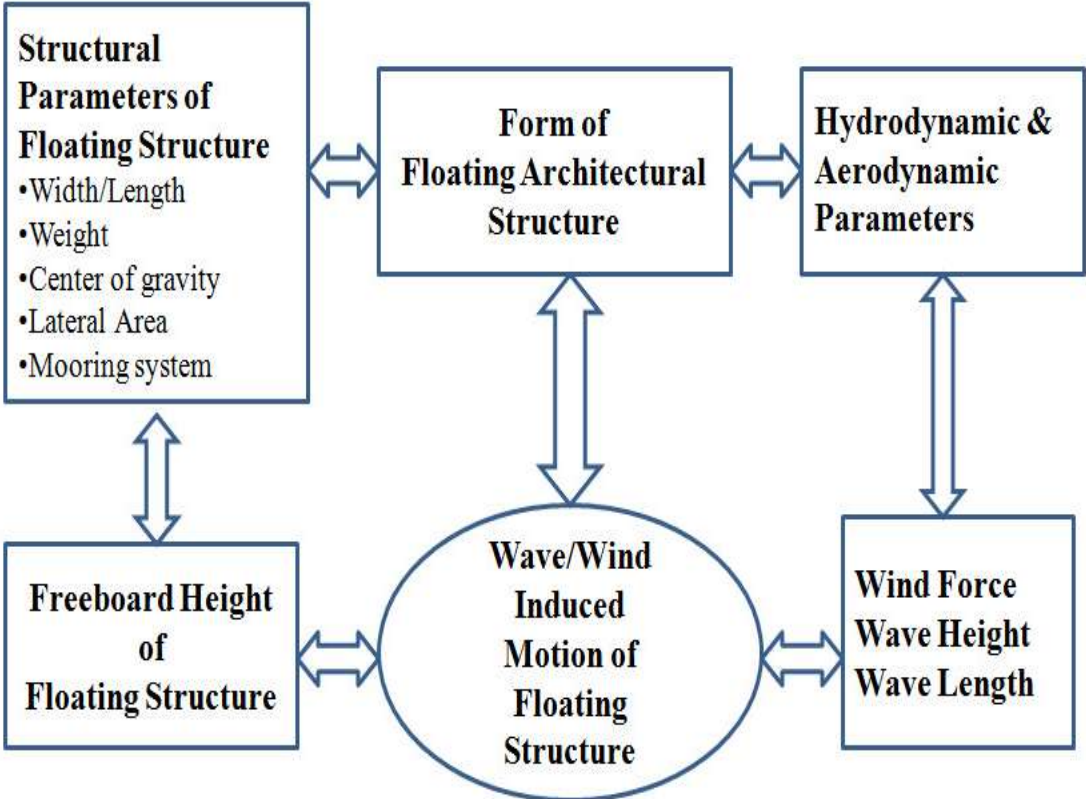 Structural
Parameters of
Floating Structure
•Width/Length
•Weight
•Center of gravity
•Lateral Area
•Mooring system
Form of
Floating Architectural
Structure
Hydrodynamic &
Aerodynamic
Parameters
Freeboard Height
of
Floating Structure
Wave/Wind
Induced
Motion of
Floating
Structure
Wind Force
Wave Height
Wave Length